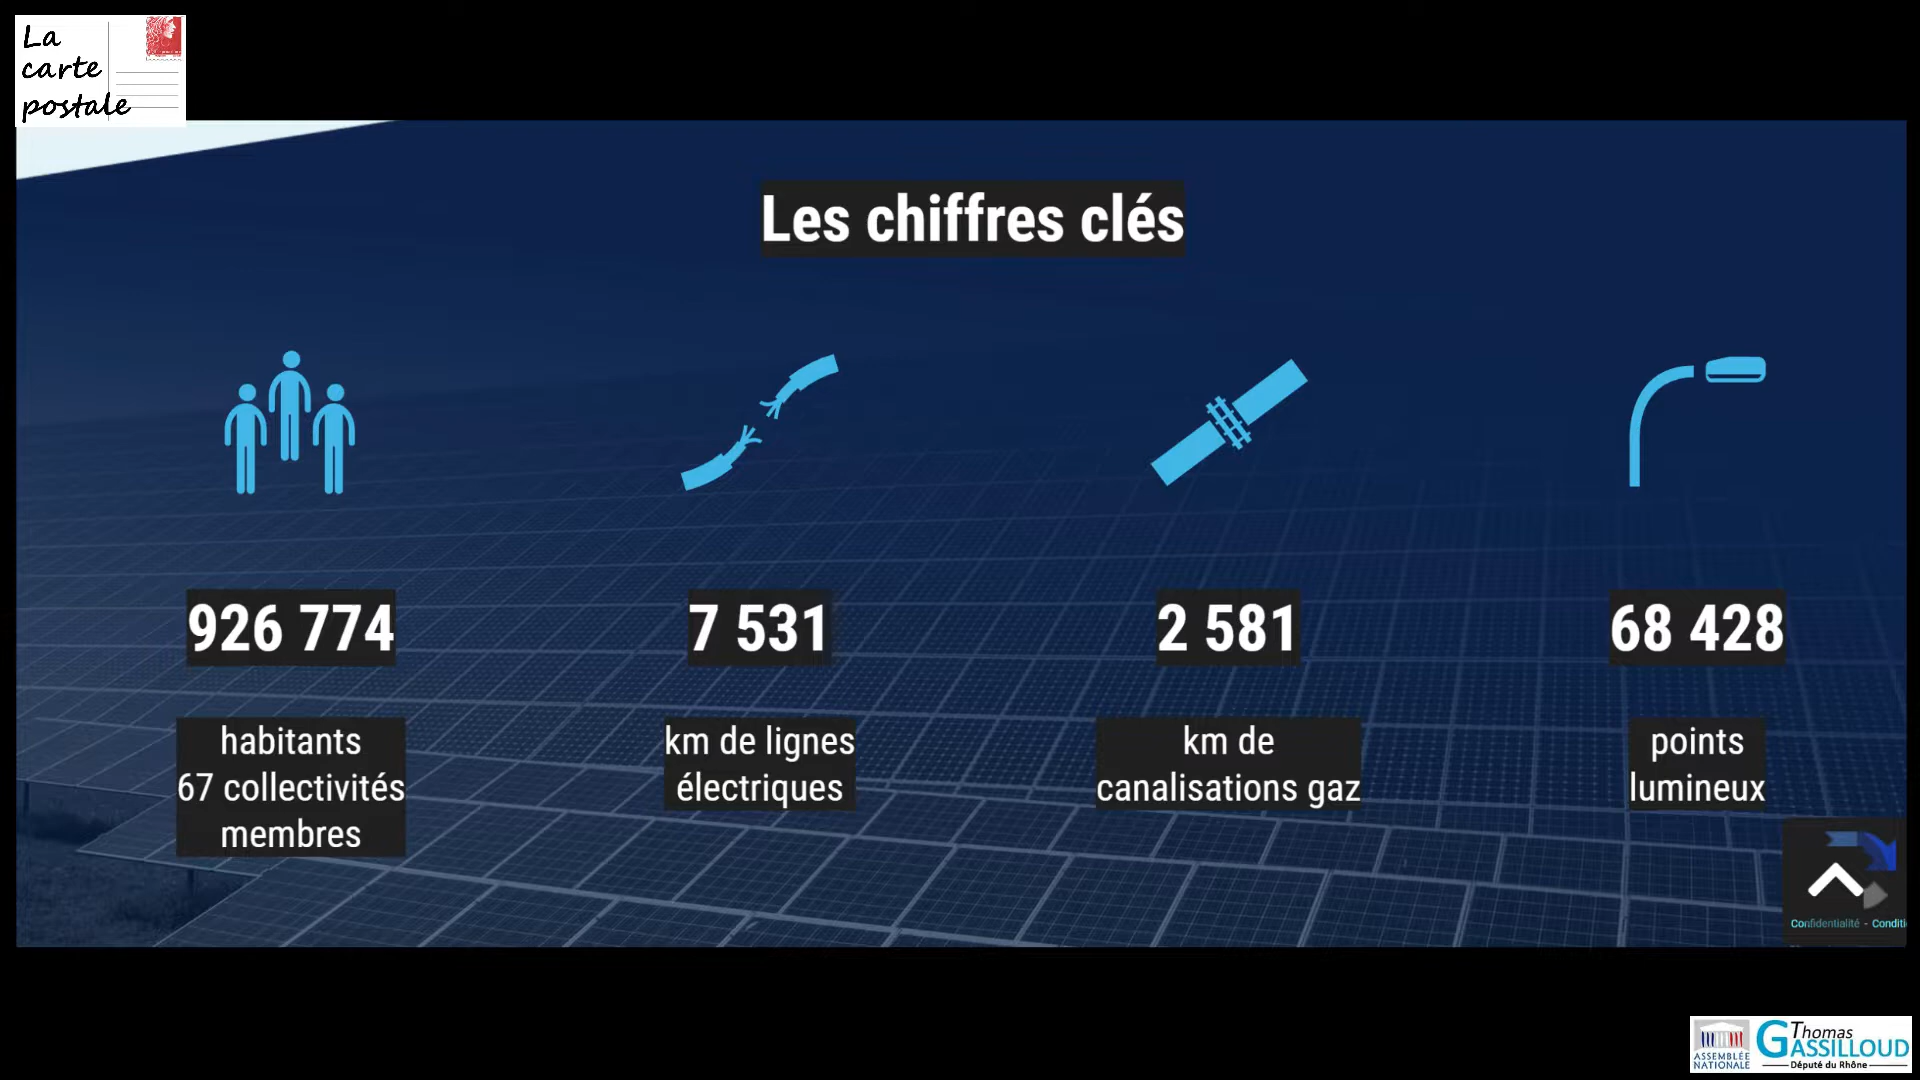 La
carte
postale
Les chiffres clés
926 774
7 531
2 581
68 428
habitants
67 collectivités
membres
km de lignes
électriques
km de
canalisations gaz
points
lumineux
Confidentialité - Conditi
ASSEMBLÉE
NATIONALE
Thomas
GASSILLOUD
Député du Rhône